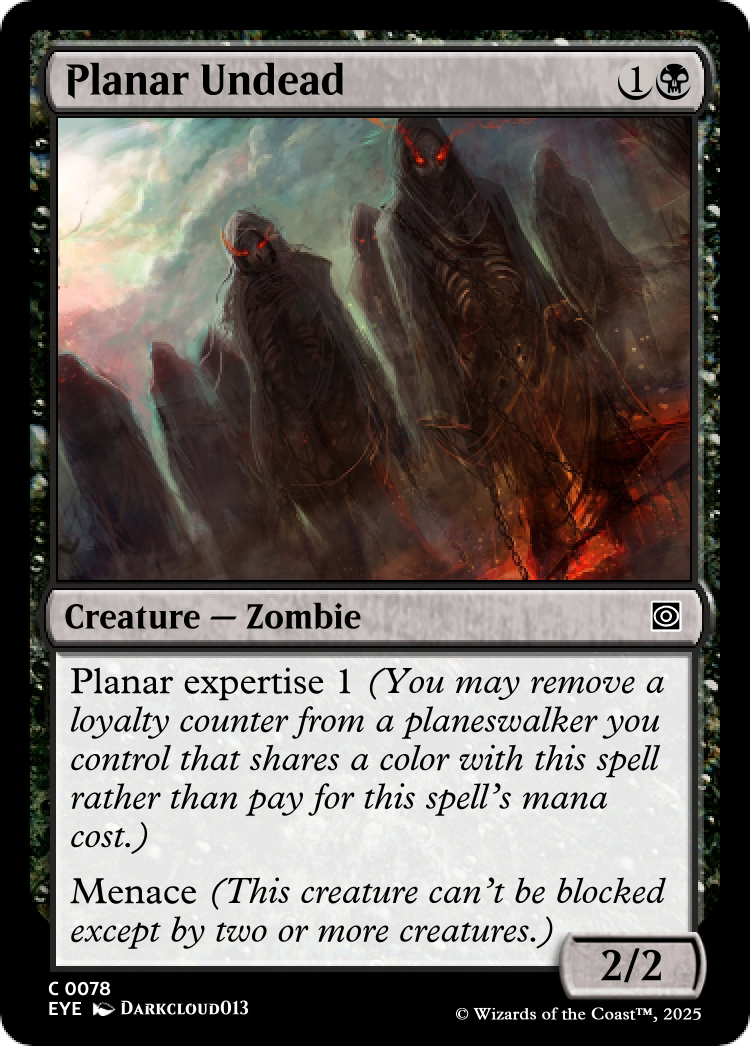 Planar Undead 1
Creature — Zombie
Planar expertise 1 (You may remove a
loyalty counter from a planeswalker you
control that shares a color with this spell
rather than pay for this spell's mana
cost.)
Menace (This creature can't be blocked
except by two or more creatures.)
2/2
C 0078
EYE Darkcloud013
© Wizards of the Coast™, 2025